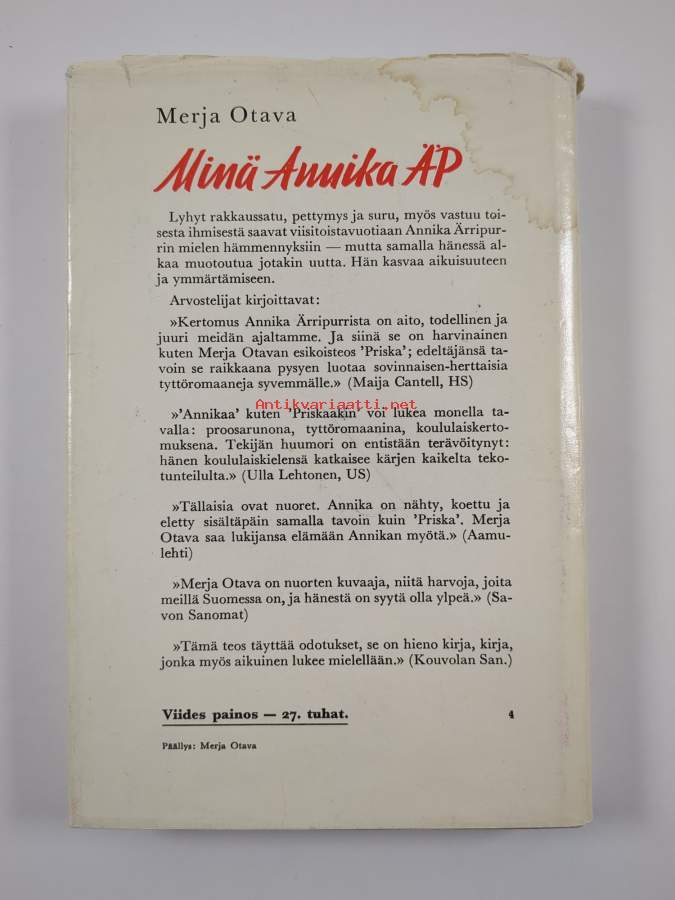 Merja Otava
Minä Annika ÄP
Lyhyt rakkaussatu, pettymys ja suru, myös vastuu toi-
sesta ihmisestä saavat viisitoistavuotiaan Annika Ärripur-
rin mielen hämmennyksiin — mutta samalla hänessä al-
kaa muotoutua jotakin uutta. Hän kasvaa aikuisuuteen
ja ymmärtämiseen.
Arvostelijat kirjoittavat:
»Kertomus Annika Ärripurrista on aito, todellinen ja
juuri meidän ajaltamme. Ja siinä se on harvinainen
kuten Merja Otavan esikoisteos 'Priska'; edeltäjänsä ta-
voin se raikkaana pysyen luotaa sovinnaisen-herttaisia
tyttöromaaneja syvemmälle.» (Maija Cantell, HS)
Antikvariaatti.net
»'Annikaa' kuten 'Priskaakin' voi lukea monella ta-
valla: proosarunona, tyttöromaanina, koululaiskerto-
muksena. Tekijän huumori on entistään terävöitynyt:
hänen koululaiskielensä katkaisee kärjen kaikelta teko-
tunteilulta.» (Ulla Lehtonen, US)
»Tällaisia ovat nuoret. Annika on nähty, koettu ja
eletty sisältäpäin samalla tavoin kuin 'Priska'. Merja
Otava saa lukijansa elämään Annikan myötä.» (Aamu-
lehti)
»Merja Otava on nuorten kuvaaja, niitä harvoja, joita
meillä Suomessa on, ja hänestä on syytä olla ylpeä.» (Sa-
von Sanomat)
»Tämä teos täyttää odotukset, se on hieno kirja, kirja,
jonka myös aikuinen lukee mielellään.» (Kouvolan San.)
Viides painos — 27. tuhat. 4
Päällys: Merja Otava